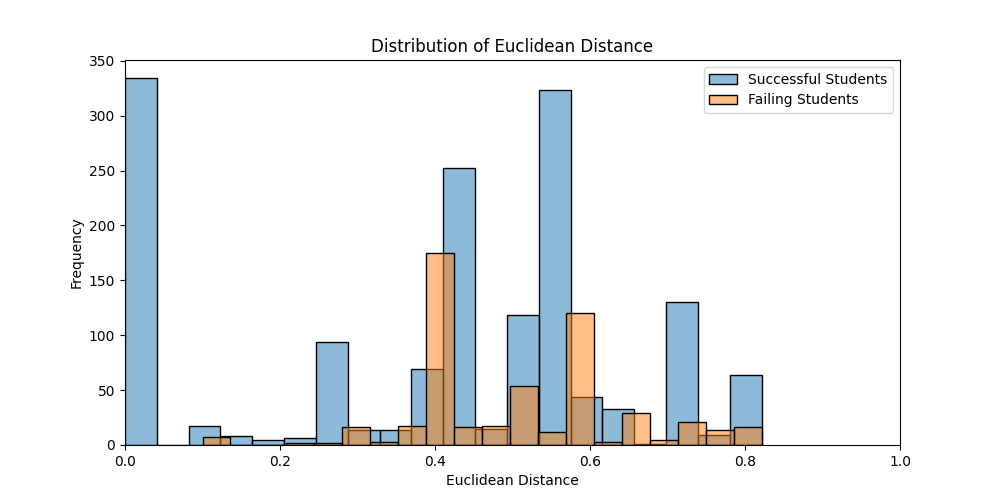 Distribution of Euclidean Distance
Successful Students
Failing Students
350
300
250
200
150
100
50
0
Frequency
0.0 0.2 0.4 0.6 0.8 1.0
Euclidean Distance